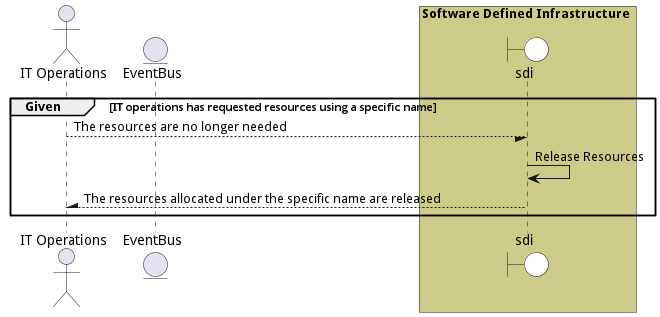 Software Defined Infrastructure
IT Operations
EventBus
sdi
Given
[IT operations has requested resources using a specific name]
The resources are no longer needed
Release Resources
The resources allocated under the specific name are released
IT Operations
EventBus
sdi